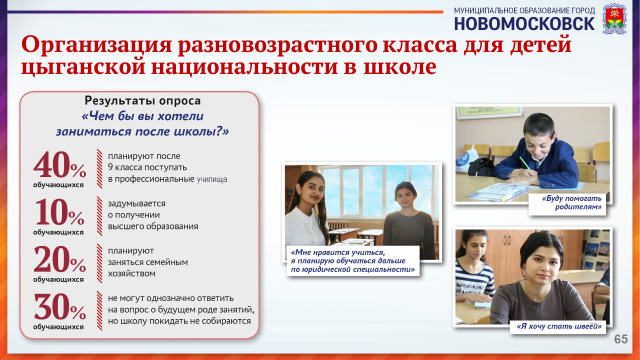 МУНИЦИПАЛЬНОЕ ОБРАЗОВАНИЕ ГОРОД
НОВОМОСКОВСК
Организация разновозрастного класса для детей
цыганской национальности в школе
Результаты опроса
«Чем бы вы хотели
заниматься после школы?»
40%
обучающихся
планируют после
9 класса поступать
в профессиональные училища
10%
обучающихся
задумывается
о получении
высшего образования
20%
обучающихся
планируют
заняться семейным
хозяйством
30%
обучающихся
не могут однозначно ответить
на вопрос о будущем роде занятий,
но школу покидать не собираются
«Мне нравится учиться,
я планирую обучаться дальше
по юридической специальности»
«Буду помогать
родителям»
«Я хочу стать швеёй»
65